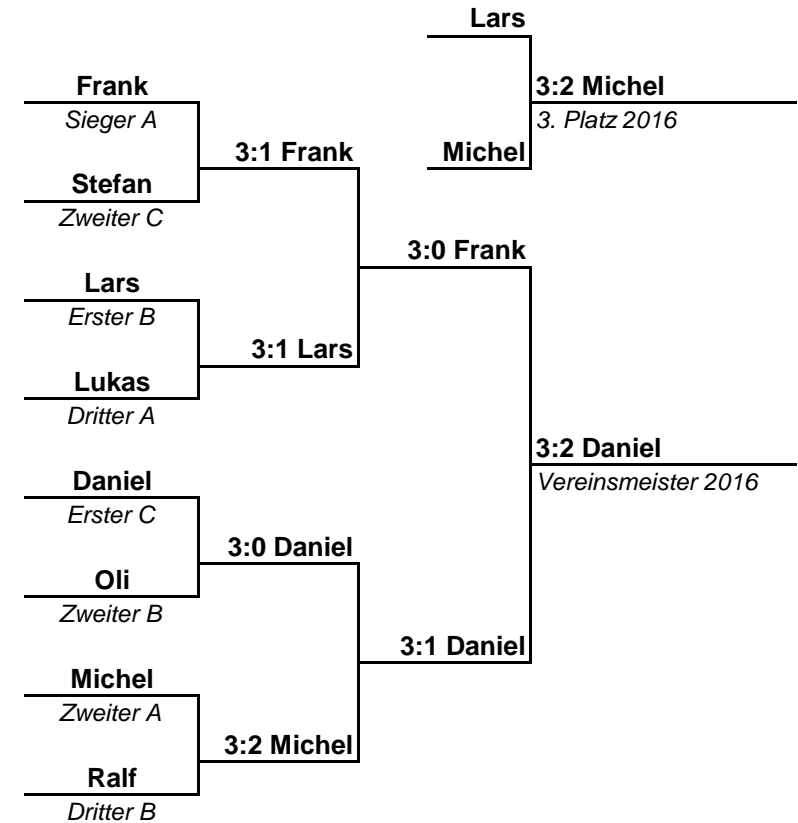 Lars
3:2 Michel
3. Platz 2016
Michel
Frank
Sieger A
3:1 Frank
Stefan
Zweiter C
3:0 Frank
Lars
Erster B
3:1 Lars
Lukas
Dritter A
3:2 Daniel
Vereinsmeister 2016
Daniel
Erster C
3:0 Daniel
Oli
Zweiter B
3:1 Daniel
Michel
Zweiter A
3:2 Michel
Ralf
Dritter B